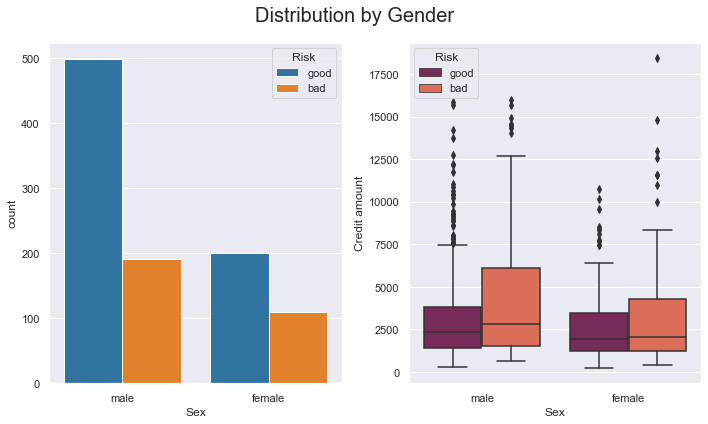 Distribution by Gender
Risk
good
bad
500
400
300
200
100
0
count
male
female
Sex
Risk
good
bad
17500
15000
12500
10000
7500
5000
2500
0
Credit amount
male
female
Sex